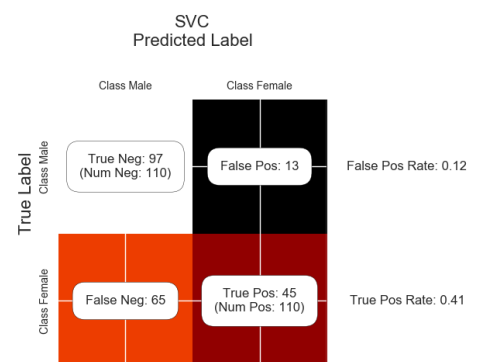 SVC
Predicted Label
Class Male
Class Female
True Label
Class Male
True Neg: 97
(Num Neg: 110)
False Pos: 13
False Pos Rate: 0.12
Class Female
False Neg: 65
True Pos: 45
(Num Pos: 110)
True Pos Rate: 0.41